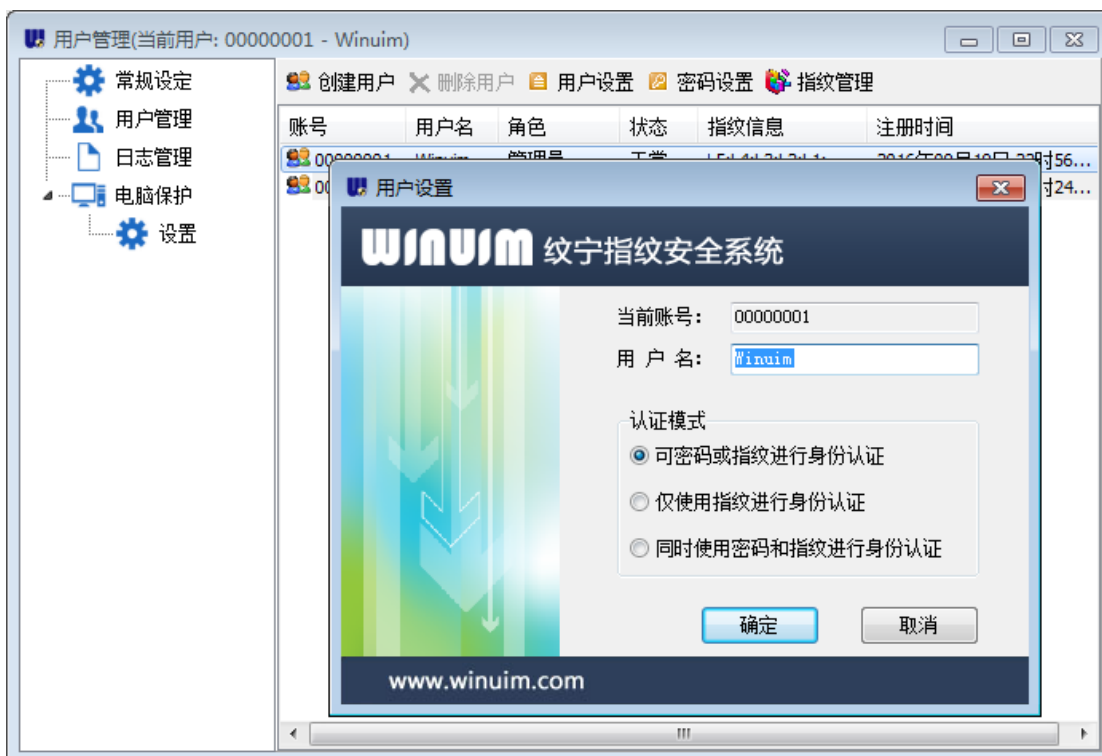 用户管理(当前用户: 00000001 - Winuim)
常规设定
用户管理
日志管理
电脑保护
设置
创建用户 删除用户 用户设置 密码设置 指纹管理
账号 用户名 角色 状态 指纹信息 注册时间
时56...
时24...
用户设置
WINUIM 纹宁指纹安全系统
当前账号: 00000001
用 户 名: Winuim
认证模式
可密码或指纹进行身份认证
仅使用指纹进行身份认证
同时使用密码和指纹进行身份认证
确定 取消
www.winuim.com